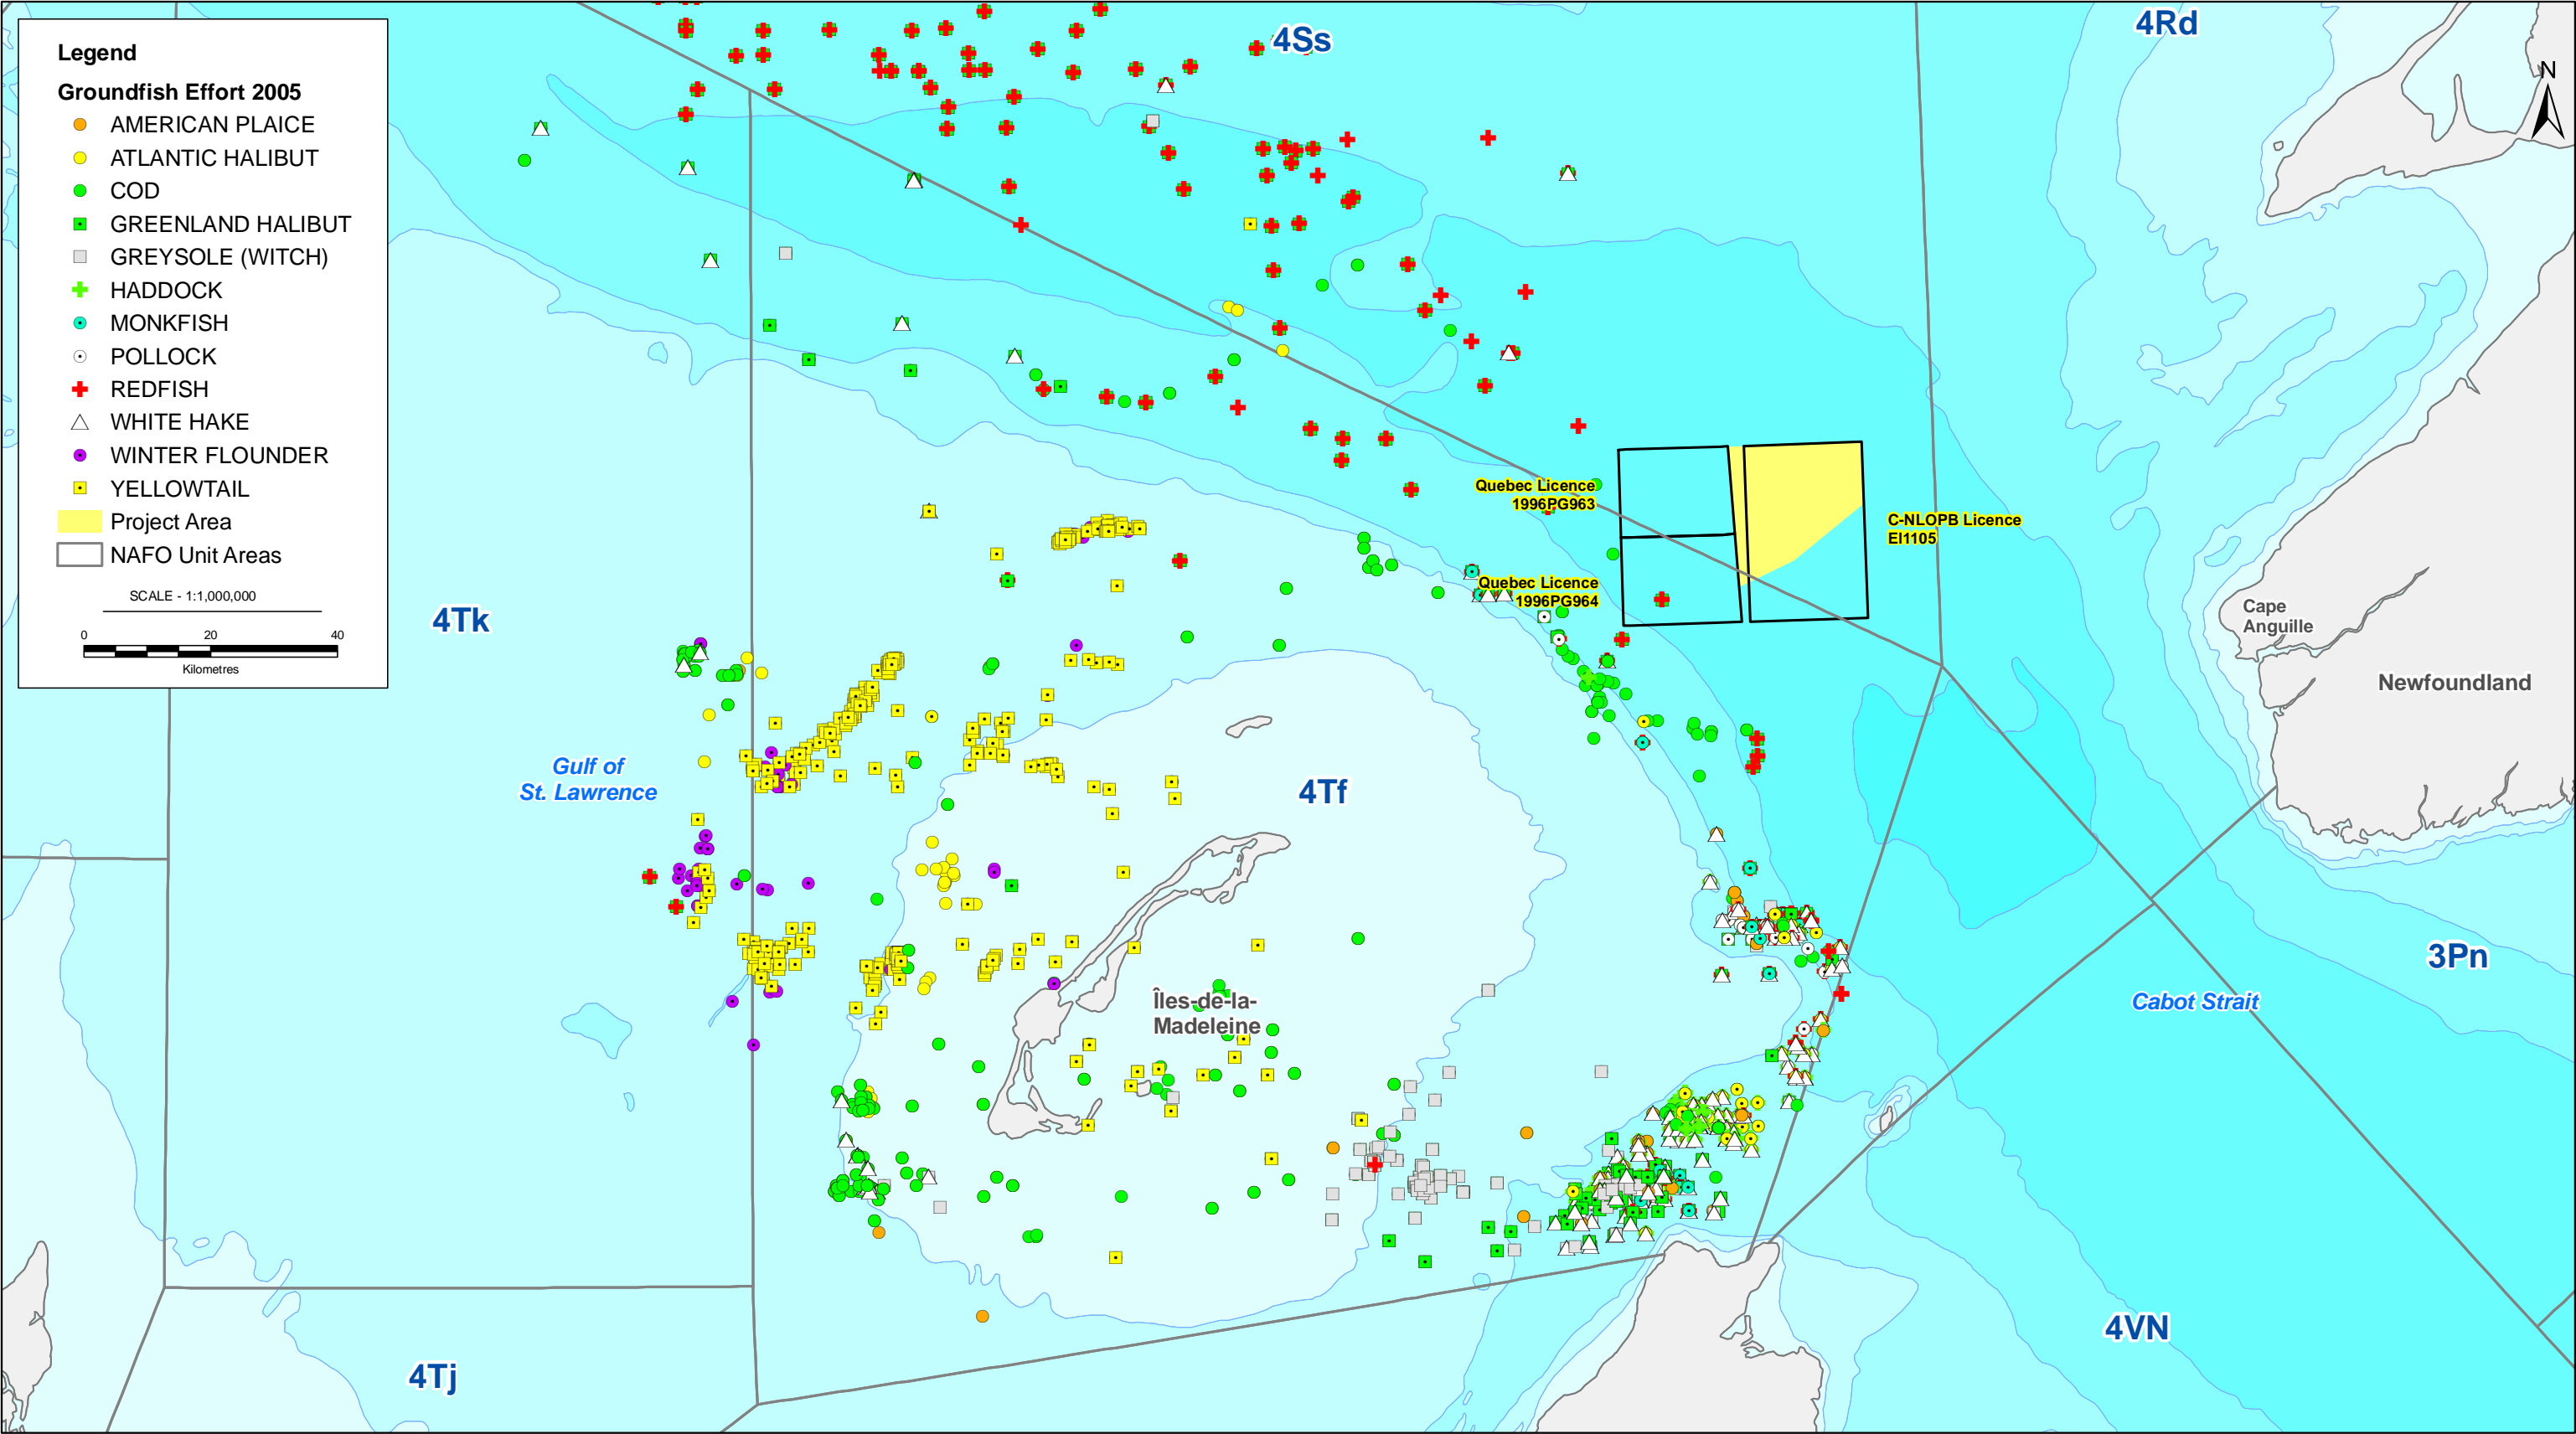 Legend
Groundfish Effort 2005
AMERICAN PLAICE
ATLANTIC HALIBUT
COD
GREENLAND HALIBUT
GREYSOLE (WITCH)
HADDOCK
MONKFISH
POLLOCK
REDFISH
WHITE HAKE
WINTER FLOUNDER
YELLOWTAIL
Project Area
NAFO Unit Areas
SCALE - 1:1,000,000
0 20 40
Kilometres
4Ss
4Rd
N
Quebec Licence
1996PG963
C-NLOPB Licence
EI1105
Quebec Licence
1996PG964
4Tk
Cape
Anguille
Newfoundland
Gulf of
St. Lawrence
4Tf
3Pn
Îles-de-la-
Madeleine
Cabot Strait
4VN
4Tj